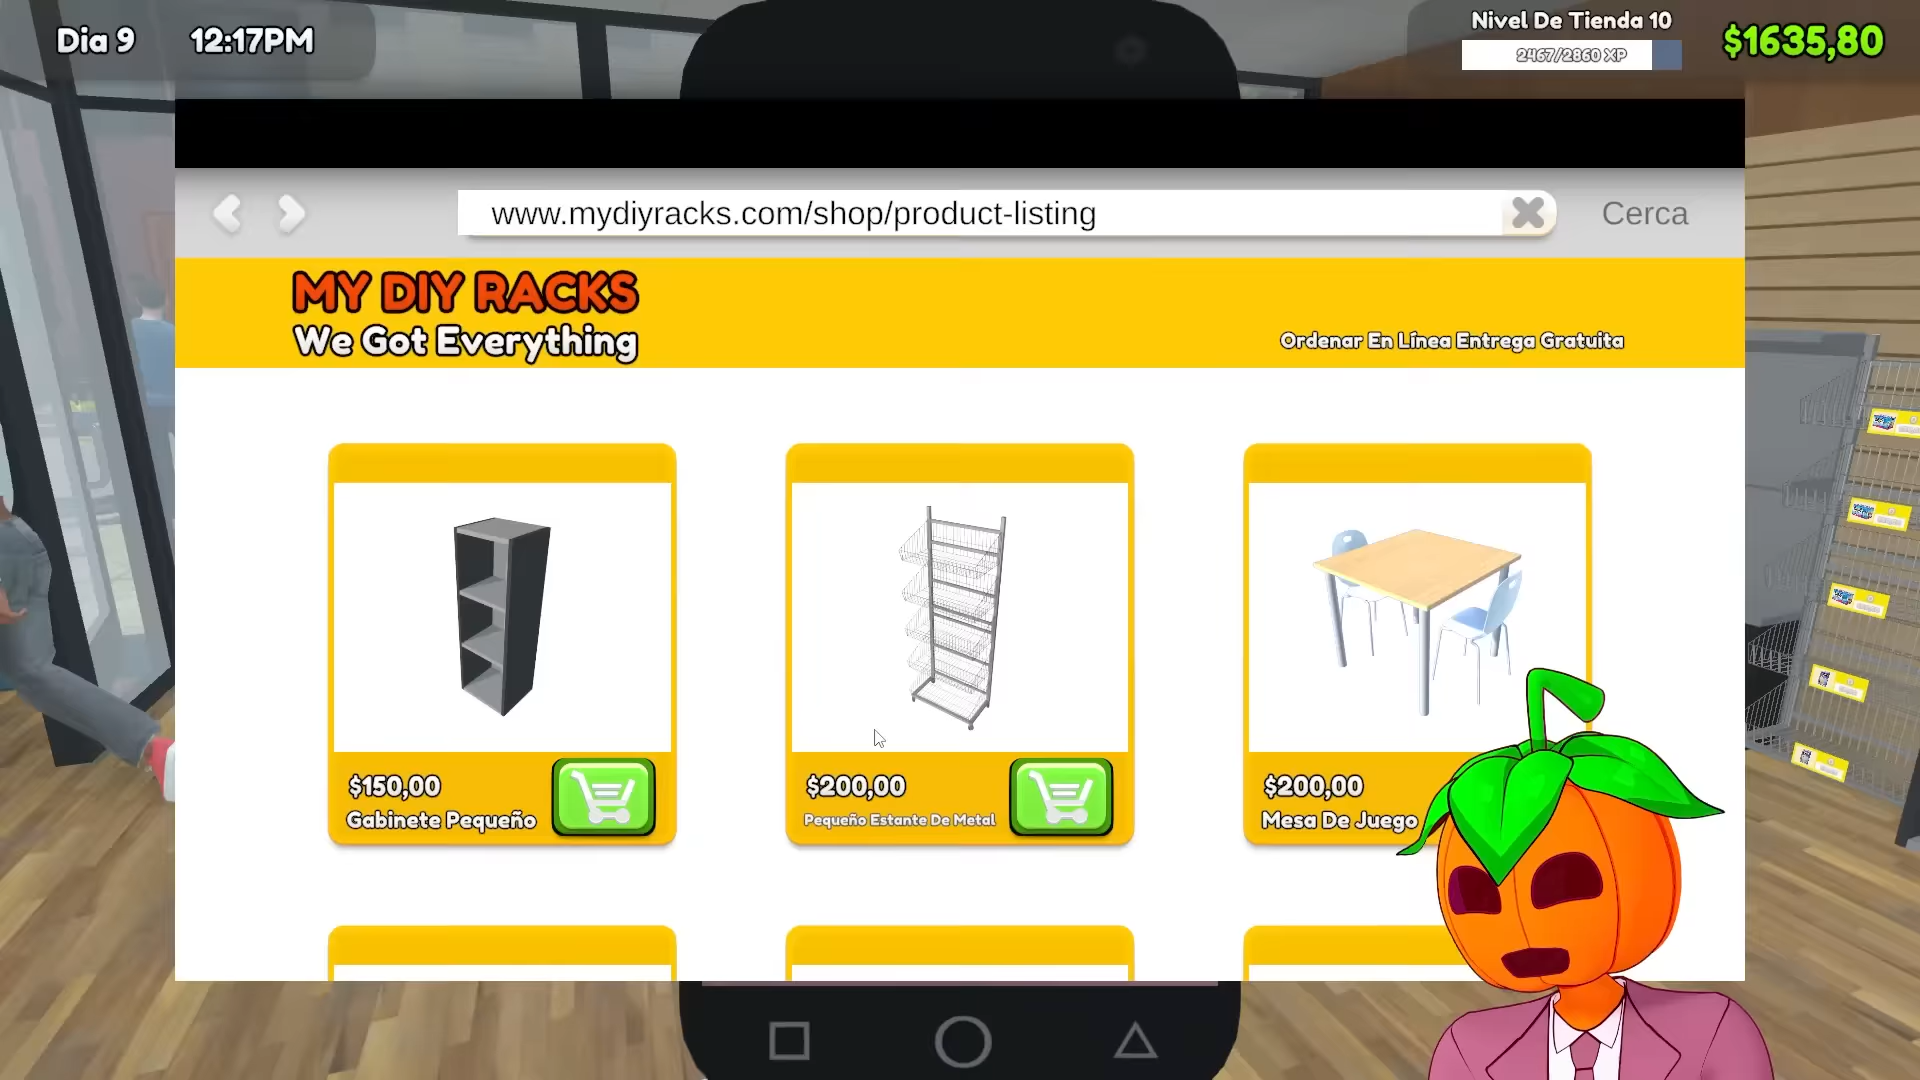 Dia 9
12:17PM
Nivel De Tienda 10
2467/2860 XP
$1635,80
www.mydiyracks.com/shop/product-listing
Cerca
MY DIY RACKS
We Got Everything
Ordenar En Línea Entrega Gratuita
$150,00
Gabinete Pequeño
$200,00
Pequeño Estante De Metal
$200,00
Mesa De Juego